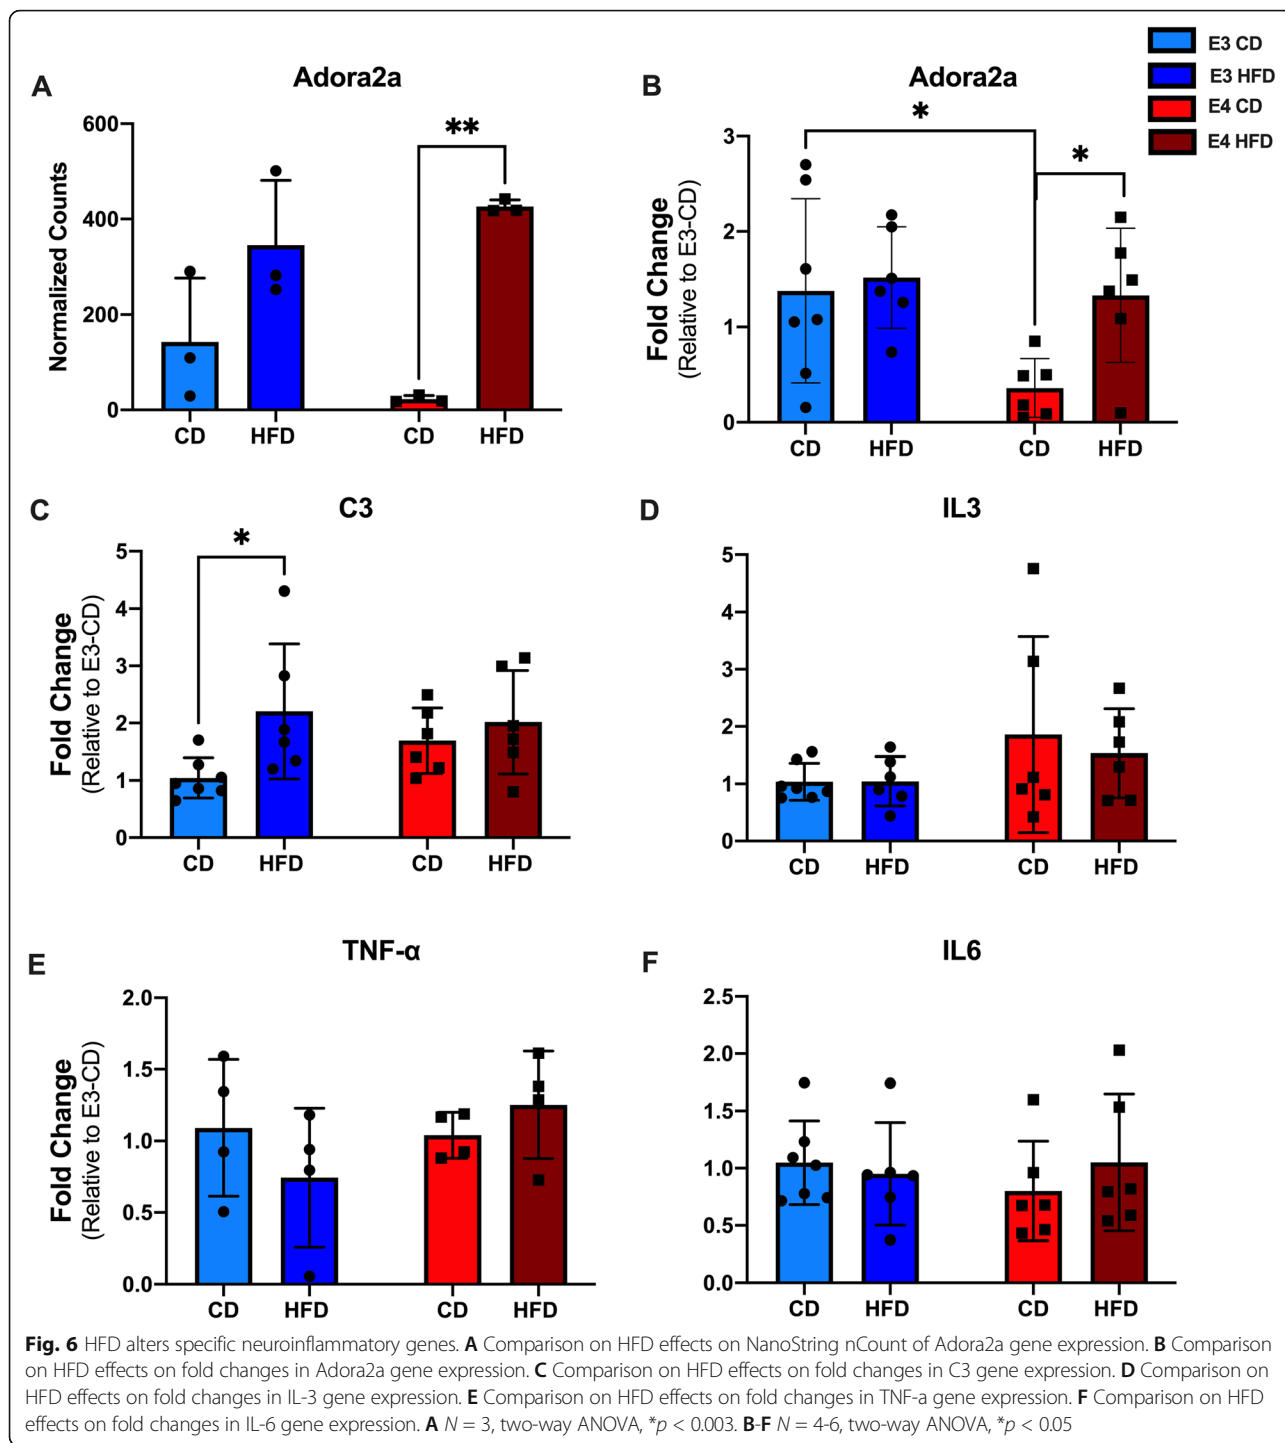 E3 CD
E3 HFD
E4 CD
E4 HFD
A
Adora2a
**
Normalized Counts
600
400
200
0
CD
HFD
CD
HFD
B
Adora2a
*
*
Fold Change
(Relative to E3-CD)
3
2
1
0
CD
HFD
CD
HFD
C
C3
*
Fold Change
(Relative to E3-CD)
5
4
3
2
1
0
CD
HFD
CD
HFD
D
IL3
5
4
3
2
1
0
CD
HFD
CD
HFD
E
TNF-α
Fold Change
(Relative to E3-CD)
2.0
1.5
1.0
0.5
0.0
CD
HFD
CD
HFD
F
IL6
2.5
2.0
1.5
1.0
0.5
0.0
CD
HFD
CD
HFD
Fig. 6 HFD alters specific neuroinflammatory genes. A Comparison on HFD effects on NanoString nCount of Adora2a gene expression. B Comparison
on HFD effects on fold changes in Adora2a gene expression. C Comparison on HFD effects on fold changes in C3 gene expression. D Comparison on
HFD effects on fold changes in IL-3 gene expression. E Comparison on HFD effects on fold changes in TNF-a gene expression. F Comparison on HFD
effects on fold changes in IL-6 gene expression. A N = 3, two-way ANOVA, *p < 0.003. B-F N = 4-6, two-way ANOVA, *p < 0.05